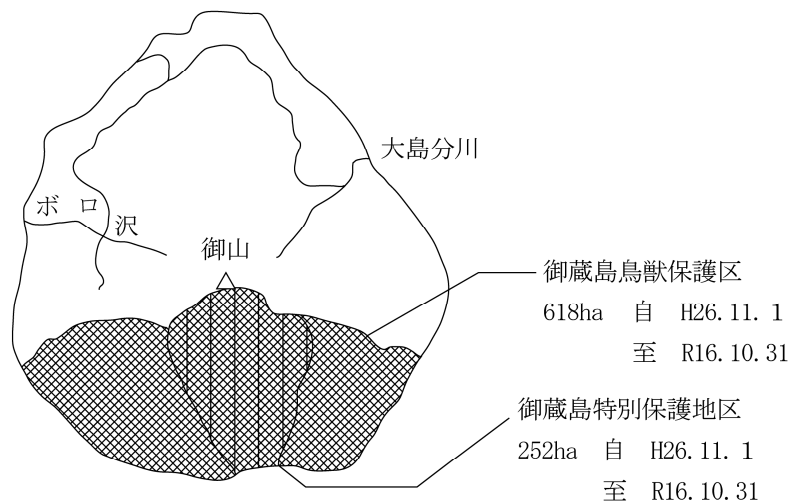 大島分川
ボロ沢
御山
御蔵島鳥獣保護区
618ha 自 H26.11.1
至 R16.10.31
御蔵島特別保護地区
252ha 自 H26.11.1
至 R16.10.31